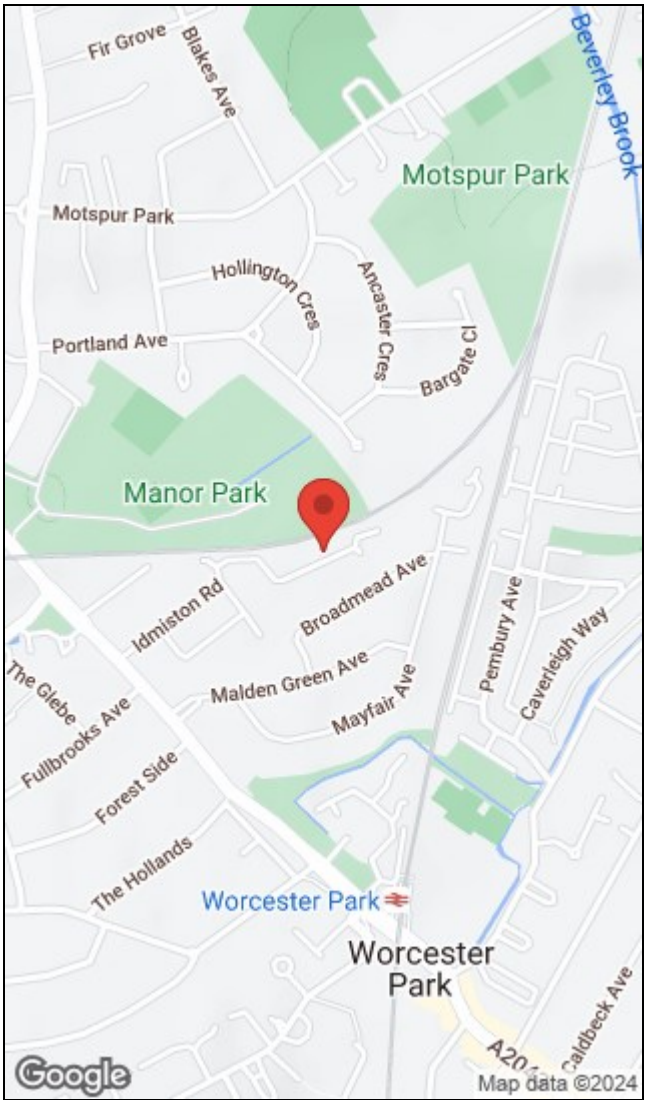 Fir Grove
Blakes Ave
Beverley Brook
Motspur Park
Motspur Park
Hollington Cres
Ancaster Cres
Portland Ave
Bargate Cl
Manor Park
Idmiston Rd
Broadmead Ave
Pembury Ave
Caverleigh Way
The Glebe
Malden Green Ave
Mayfair Ave
Fullbrooks Ave
Forest Side
The Hollands
Worcester Park
Worcester
Park
Caldbeck Ave
Google
Map data ©2024